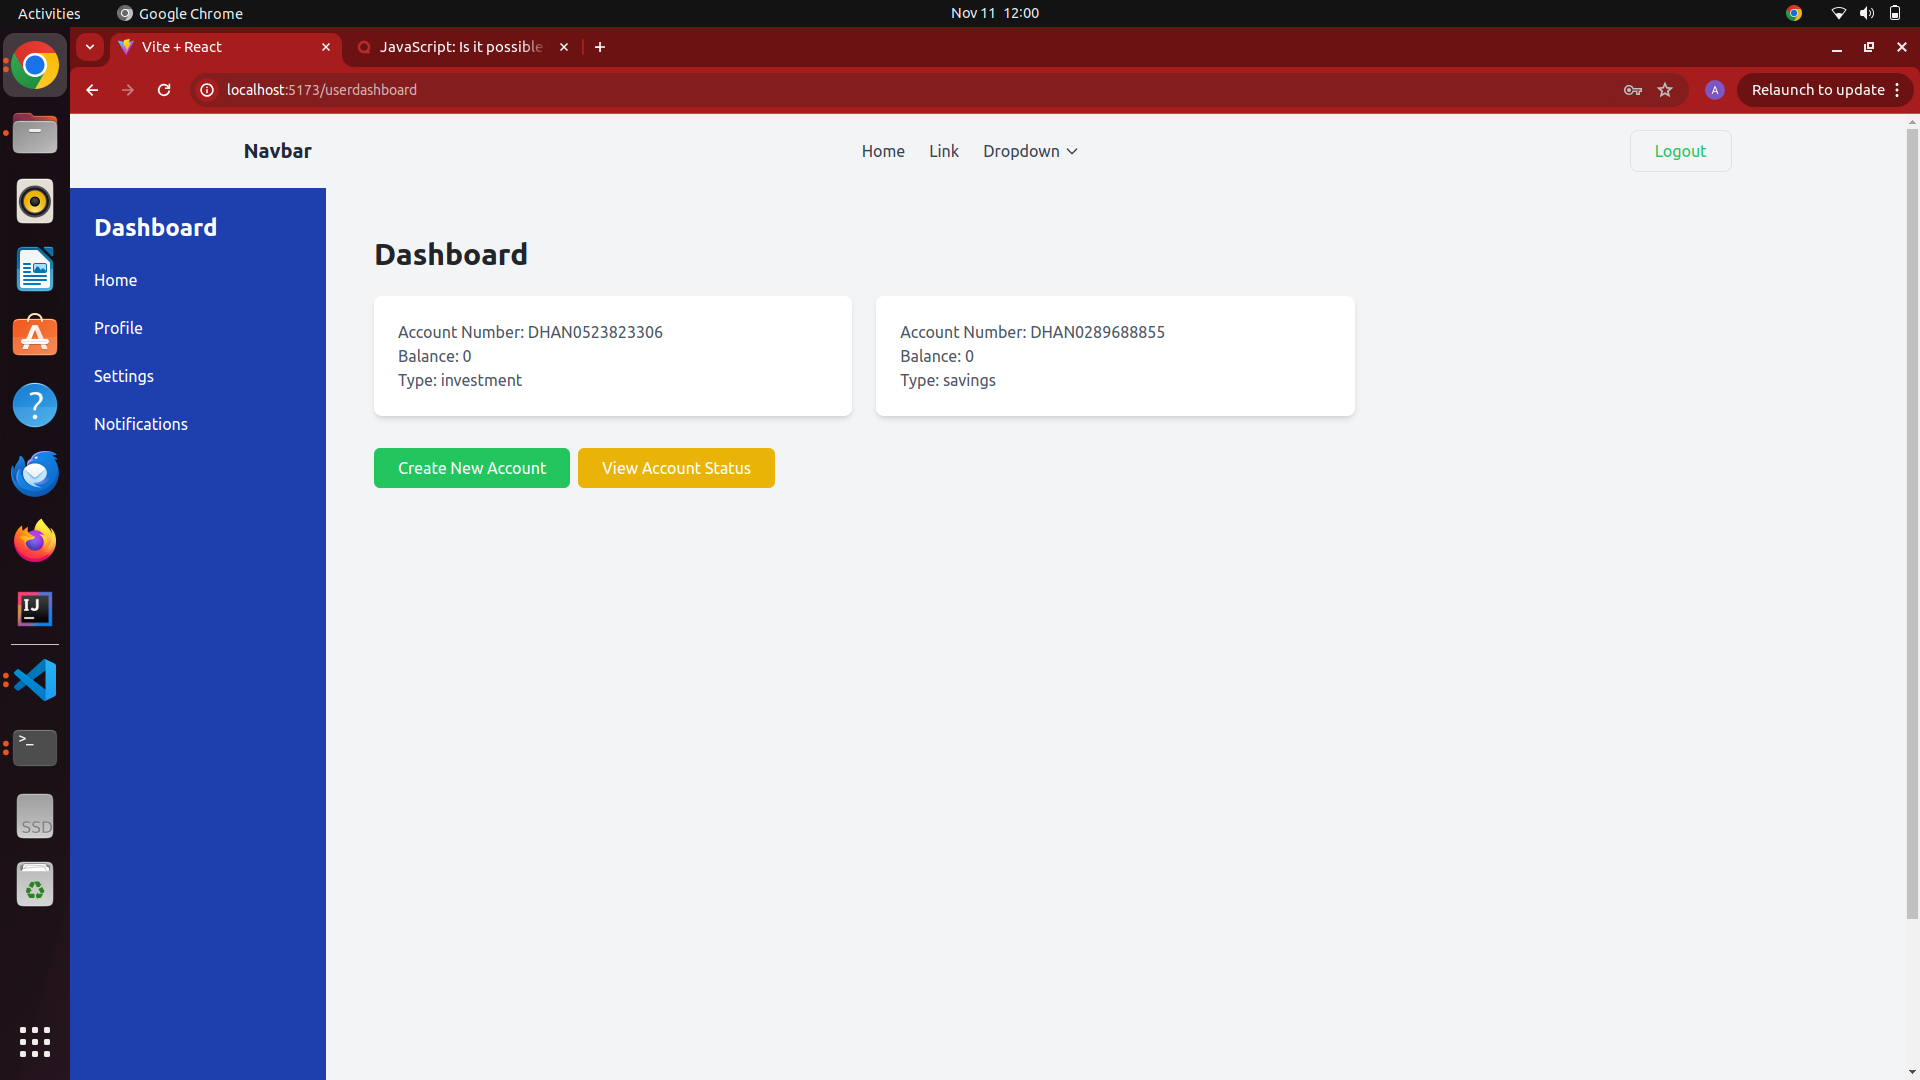 Activities
Google Chrome
Nov 11 12:00
Vite + React
JavaScript: Is it possible
localhost:5173/userdashboard
A
Relaunch to update
Navbar
Home
Link
Dropdown
Logout
Dashboard
Home
Profile
Settings
Notifications
Dashboard
Account Number: DHAN0523823306
Balance: 0
Type: investment
Account Number: DHAN0289688855
Balance: 0
Type: savings
Create New Account
View Account Status
?
IJ
>_
SSD